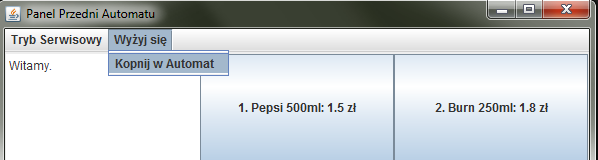 Panel Przedni Automatu
Tryb Serwisowy Wyżyj się
Kopnij w Automat
Witamy.
1. Pepsi 500ml: 1.5 zł
2. Burn 250ml: 1.8 zł